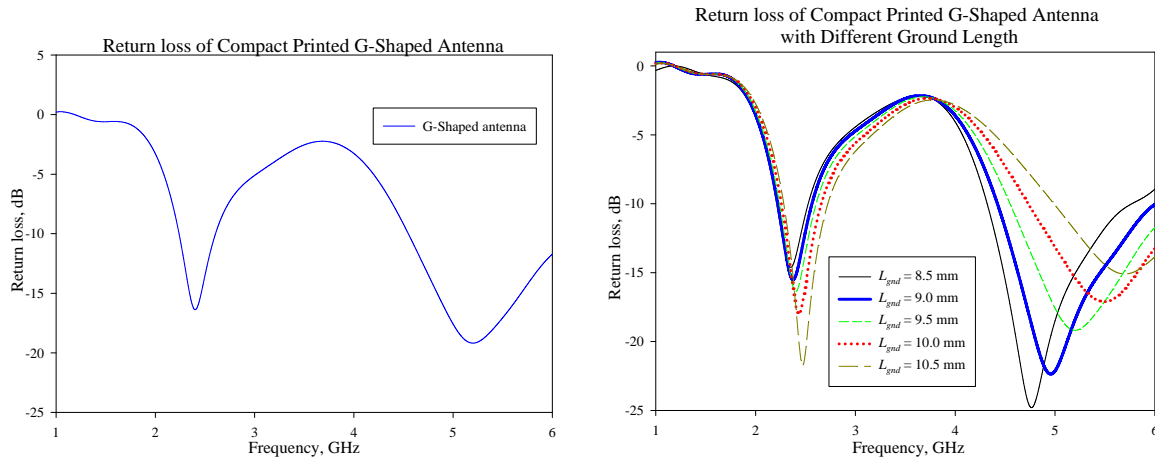 Return loss of Compact Printed G-Shaped Antenna
5
0
-5
-10
-15
-20
-25
Return loss, dB
G-Shaped antenna
1 2 3 4 5 6
Frequency, GHz
Return loss of Compact Printed G-Shaped Antenna
with Different Ground Length
0
-5
-10
-15
-20
-25
Return loss, dB
Lgnd = 8.5 mm
Lgnd = 9.0 mm
Lgnd = 9.5 mm
Lgnd = 10.0 mm
Lgnd = 10.5 mm
1 2 3 4 5 6
Frequency, GHz